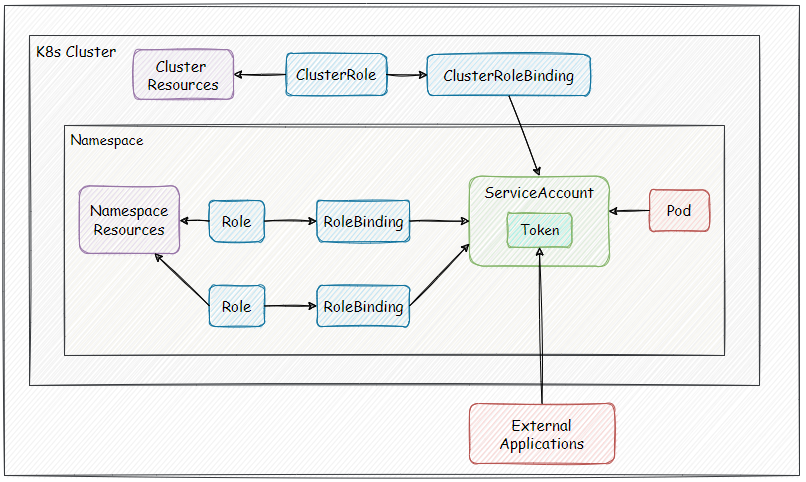 K8s Cluster
Cluster
Resources
ClusterRole
ClusterRoleBinding
Namespace
Namespace
Resources
Role
RoleBinding
ServiceAccount
Token
Pod
Role
RoleBinding
External
Applications